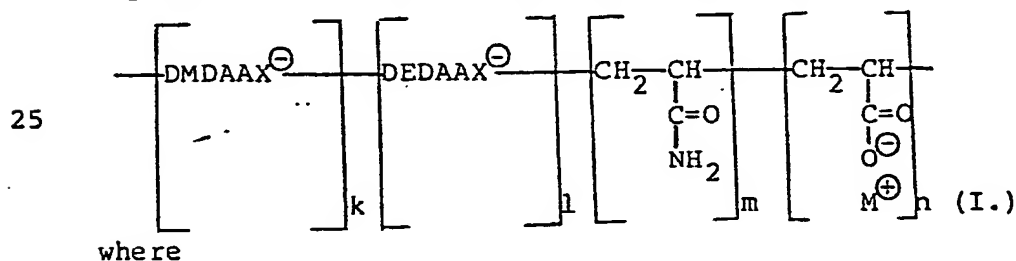 DMDAAX⊖ DEDAAX⊖ CH2 CH CH2 CH
25 C=O C=O
NH2 O⊖
k l m M⊕ n (I.)
where